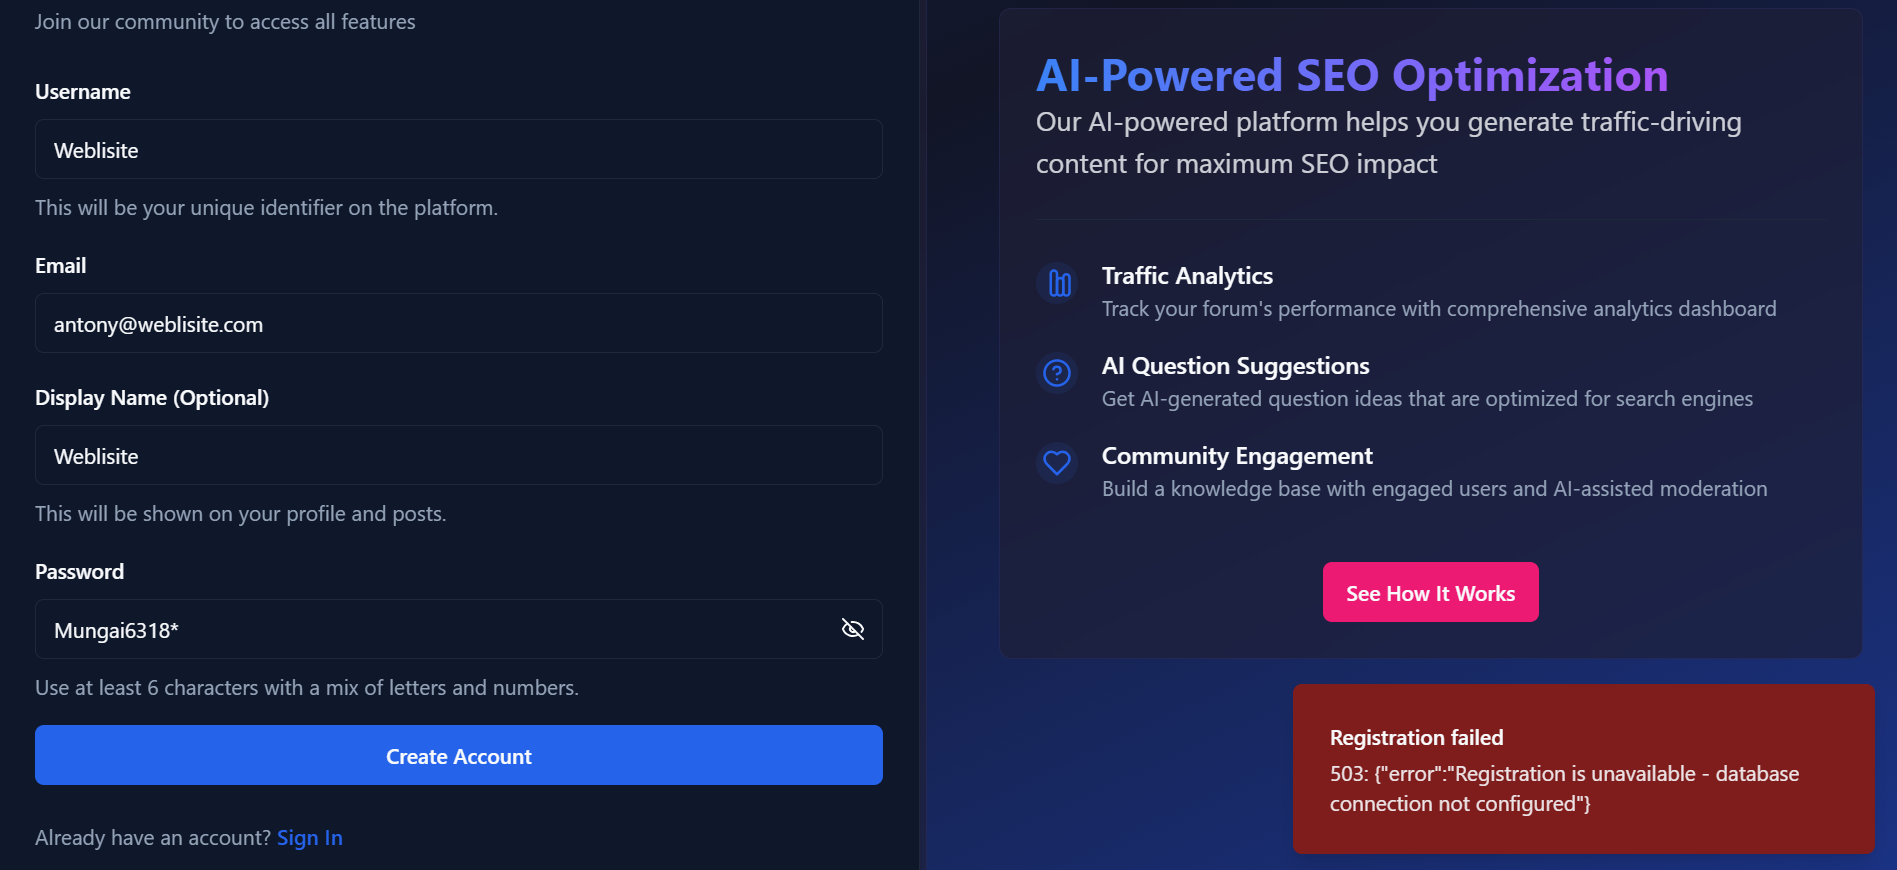 Join our community to access all features
Username
Weblisite
This will be your unique identifier on the platform.
Email
antony@weblisite.com
Display Name (Optional)
Weblisite
This will be shown on your profile and posts.
Password
Mungai6318*
Use at least 6 characters with a mix of letters and numbers.
Create Account
Already have an account? Sign In
AI-Powered SEO Optimization
Our AI-powered platform helps you generate traffic-driving
content for maximum SEO impact
Traffic Analytics
Track your forum's performance with comprehensive analytics dashboard
AI Question Suggestions
Get AI-generated question ideas that are optimized for search engines
Community Engagement
Build a knowledge base with engaged users and AI-assisted moderation
See How It Works
Registration failed
503: {"error":"Registration is unavailable - database
connection not configured"}